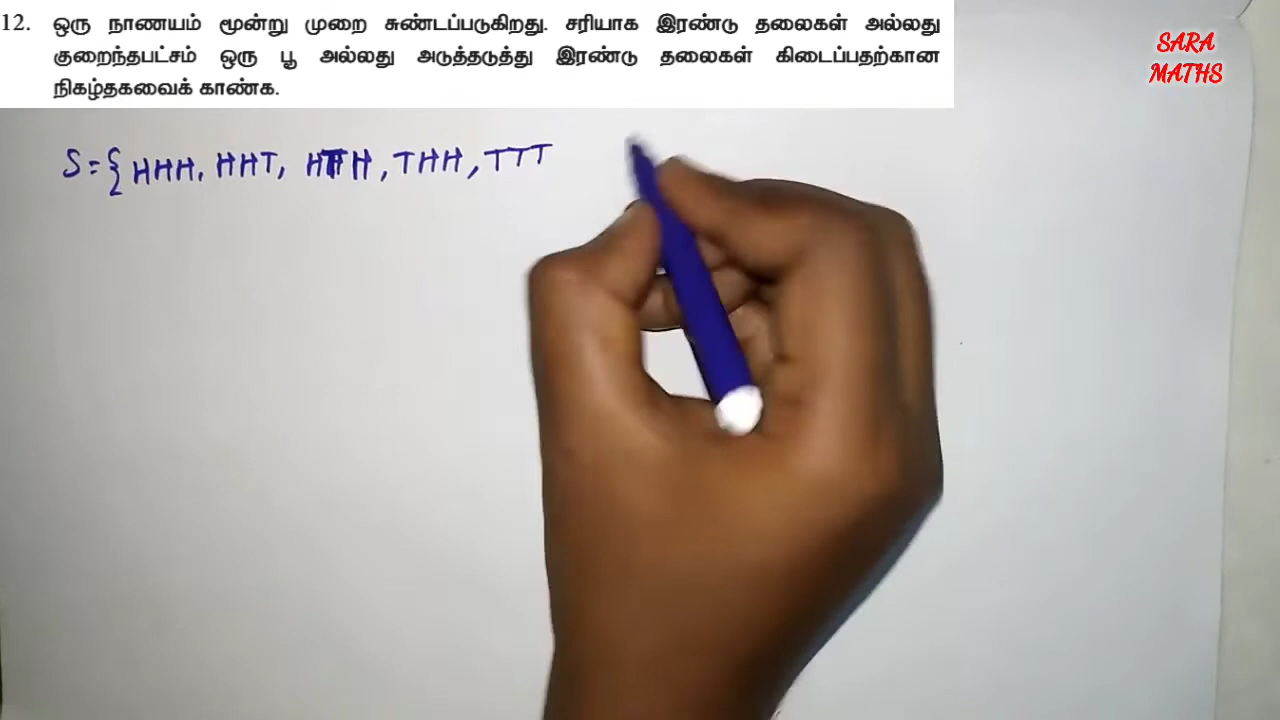 12. ஒரு நாணயம் மூன்று முறை சுண்டப்படுகிறது. சரியாக இரண்டு தலைகள் அல்லது
குறைந்தபட்சம் ஒரு பூ அல்லது அடுத்தடுத்து இரண்டு தலைகள் கிடைப்பதற்கான
நிகழ்தகவைக் காண்க.
SARA
MATHS
S={HHH, HHT, HTH, THH, TTT